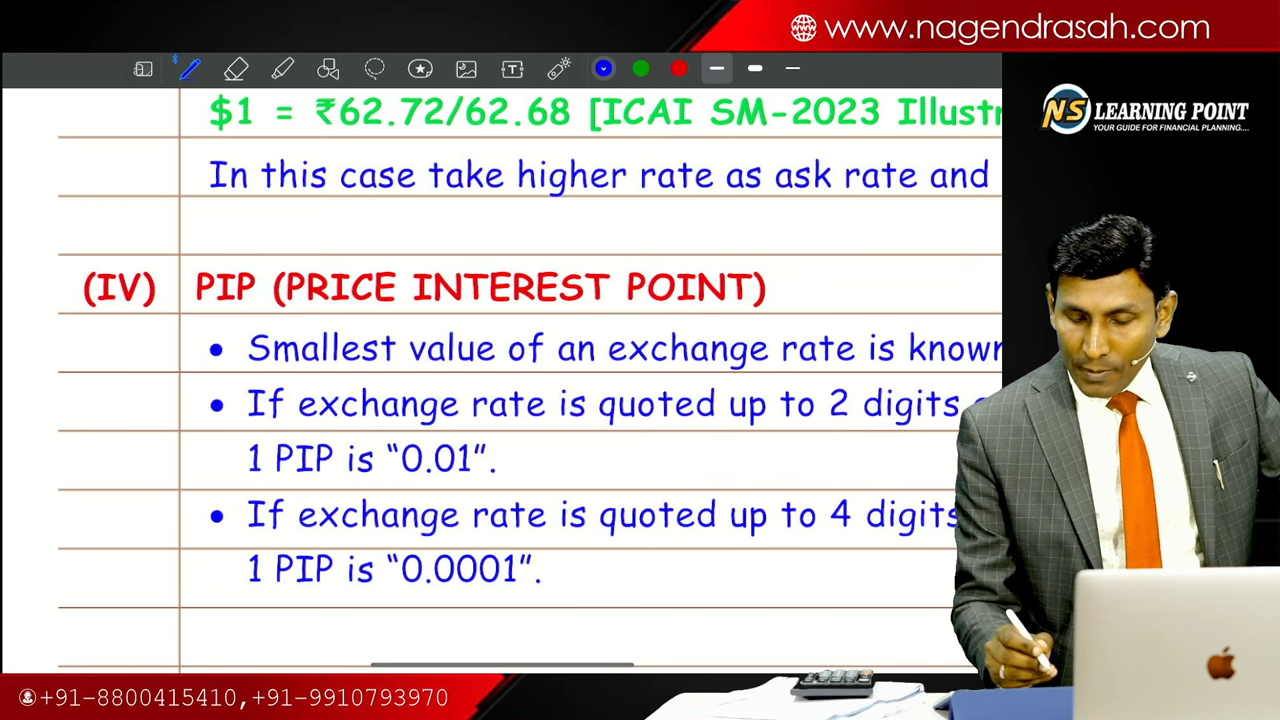 www.nagendrasah.com
NS LEARNING POINT
YOUR GUIDE FOR FINANCIAL PLANNING....
$1 = ₹62.72/62.68 [ICAI SM-2023 Illustr
In this case take higher rate as ask rate and
(IV) PIP (PRICE INTEREST POINT)
• Smallest value of an exchange rate is known
• If exchange rate is quoted up to 2 digits
1 PIP is “0.01”.
• If exchange rate is quoted up to 4 digits
1 PIP is “0.0001”.
+91-8800415410,+91-9910793970